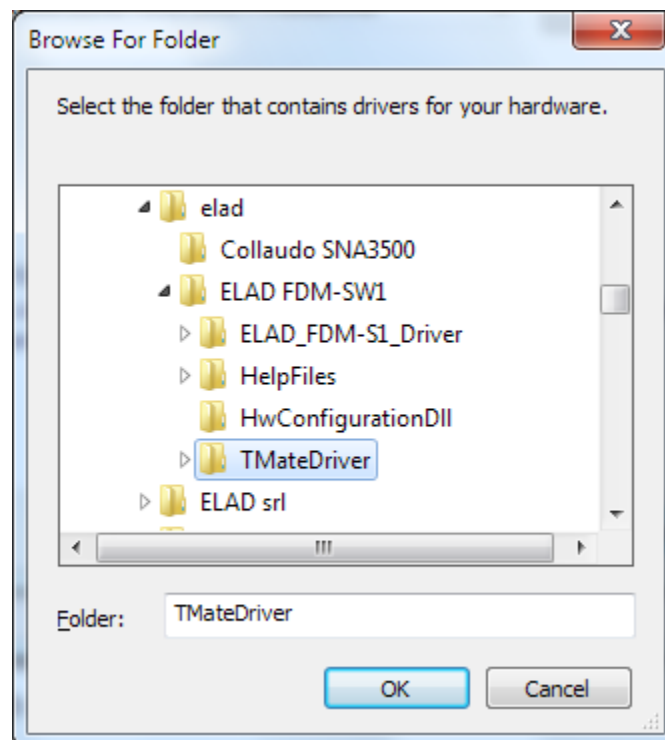 Browse For Folder
Select the folder that contains drivers for your hardware.
elad
Collaudo SNA3500
ELAD FDM-SW1
ELAD_FDM-S1_Driver
HelpFiles
HwConfigurationDll
TMateDriver
ELAD srl
Folder:
TMateDriver
OK
Cancel